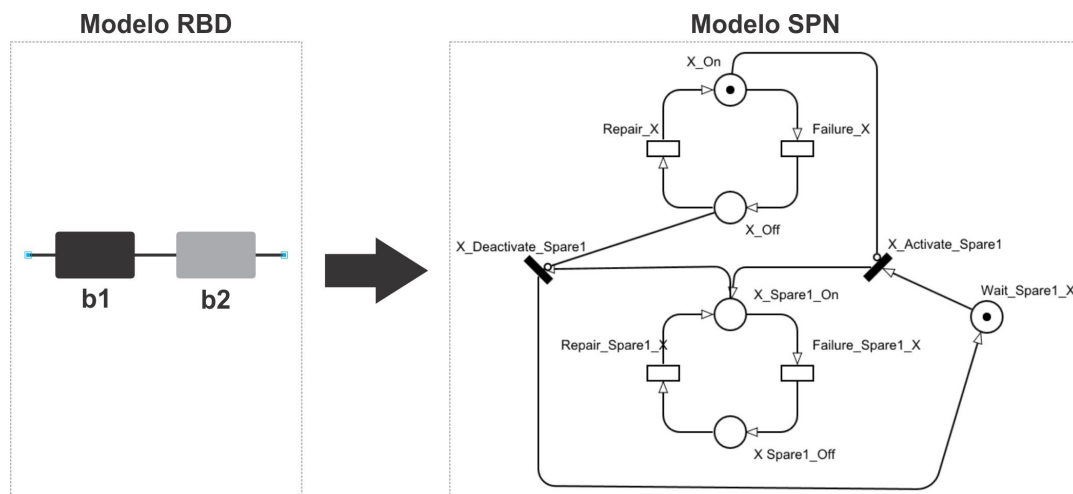 Modelo RBD
Modelo SPN
X_On
Repair_X
Failure_X
X_Off
X_Deactivate_Spare1
X_Activate_Spare1
Wait_Spare1_X
X_Spare1_On
b1
b2
Repair_Spare1_X
Failure_Spare1_X
X Spare1_Off